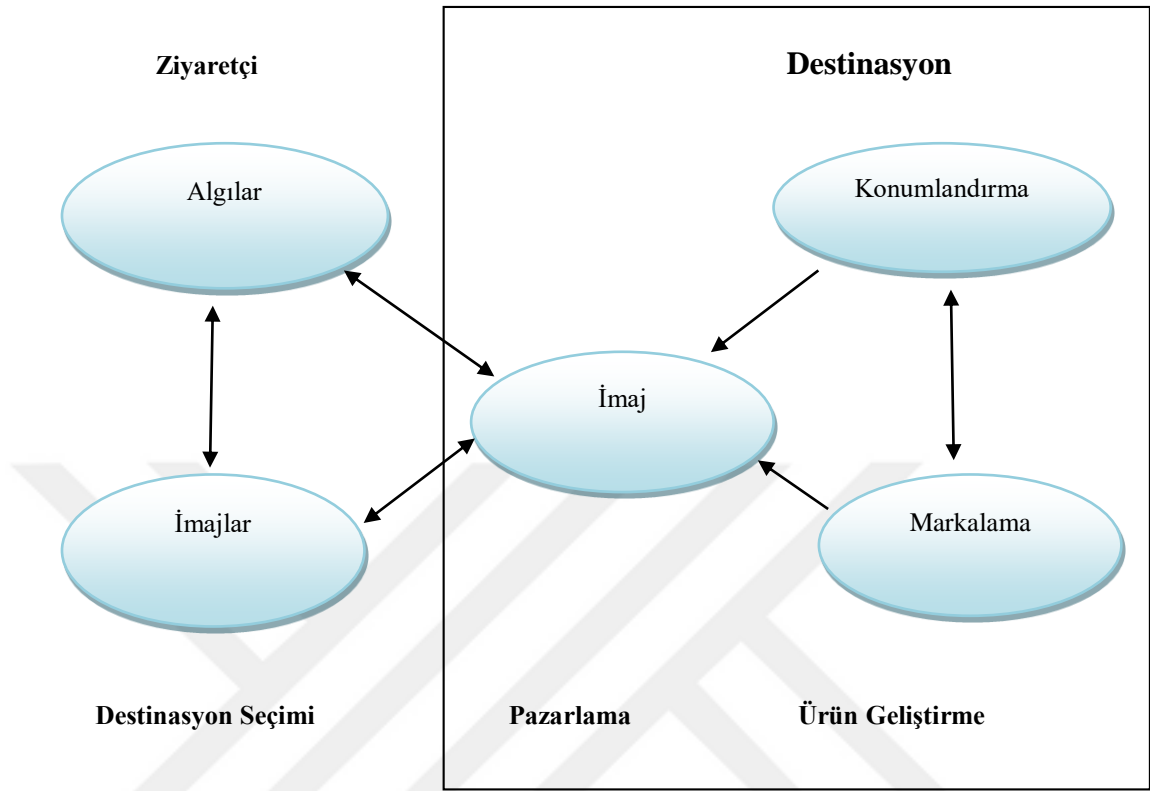 Ziyaretçi
Destinasyon
Algılar
Konumlandırma
İmaj
İmajlar
Markalama
Destinasyon Seçimi
Pazarlama
Ürün Geliştirme